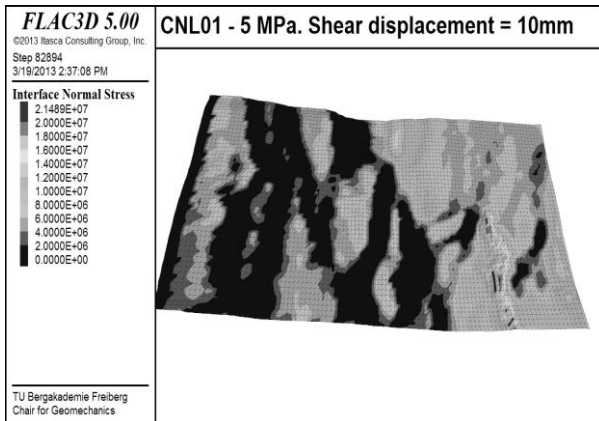 FLAC3D 5.00
©2013 Itasca Consulting Group, Inc.
Step 82894
3/19/2013 2:37:08 PM
Interface Normal Stress
2.1489E+07
2.0000E+07
1.8000E+07
1.6000E+07
1.4000E+07
1.2000E+07
1.0000E+07
8.0000E+06
6.0000E+06
4.0000E+06
2.0000E+06
0.0000E+00
TU Bergakademie Freiberg
Chair for Geomechanics
CNL01 - 5 MPa. Shear displacement = 10mm